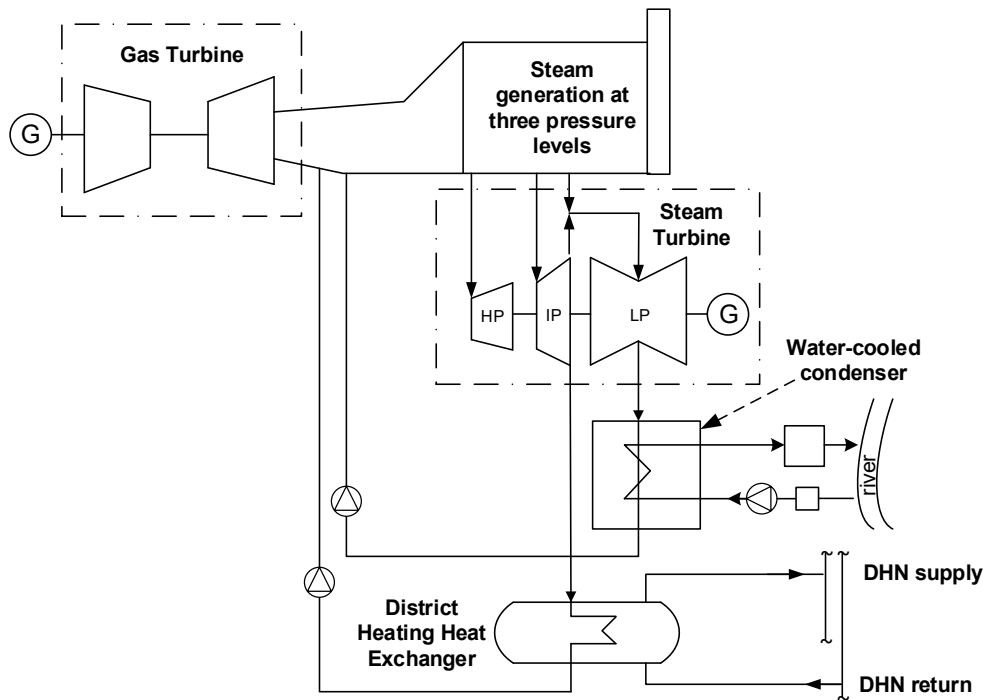 Gas Turbine
G
Steam
generation at
three pressure
levels
Steam
Turbine
HP
IP
LP
G
Water-cooled
condenser
river
DHN supply
District
Heating Heat
Exchanger
DHN return